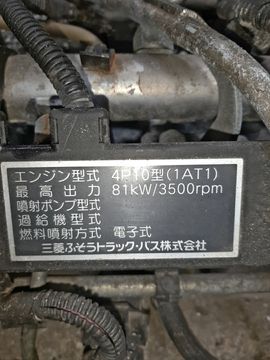 エンジン型式 4P10型(1AT1)
最高出力 81kW/3500rpm
噴射ポンプ型式
過給機型式
燃料噴射方式 電子式
三菱ふそうトラック・バス株式会社